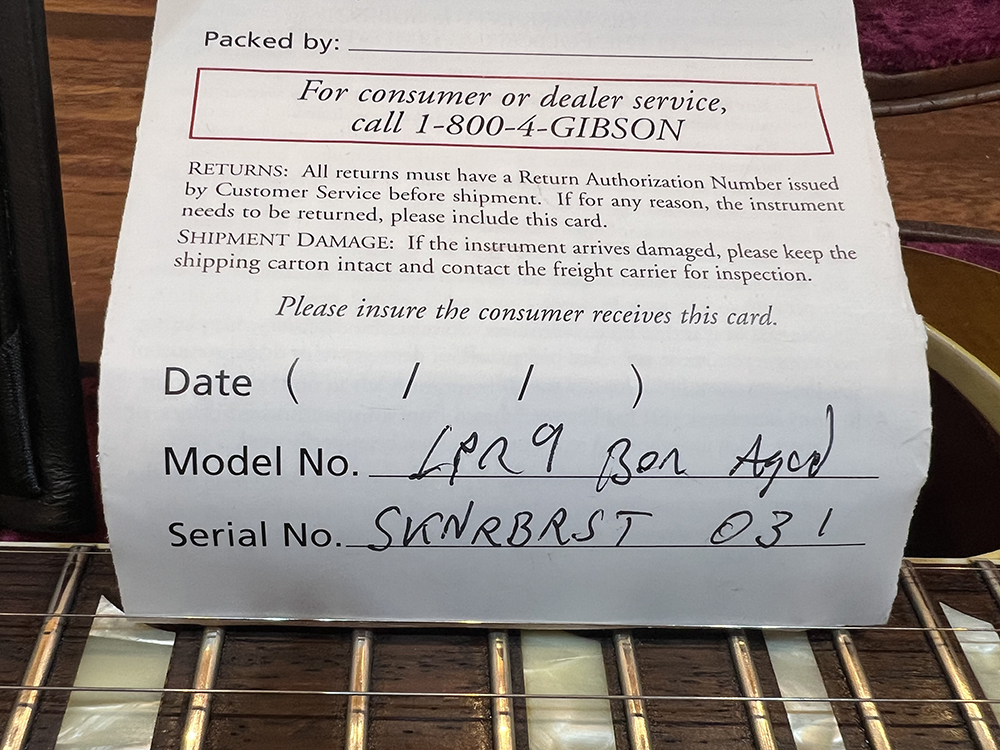 Packed by:
For consumer or dealer service,
call 1-800-4-GIBSON
RETURNS: All returns must have a Return Authorization Number issued
by Customer Service before shipment. If for any reason, the instrument
needs to be returned, please include this card.
SHIPMENT DAMAGE: If the instrument arrives damaged, please keep the
shipping carton intact and contact the freight carrier for inspection.
Please insure the consumer receives this card.
Date ( / / )
Model No. LPR9 Bon Aged
Serial No. SKNRBRST 031